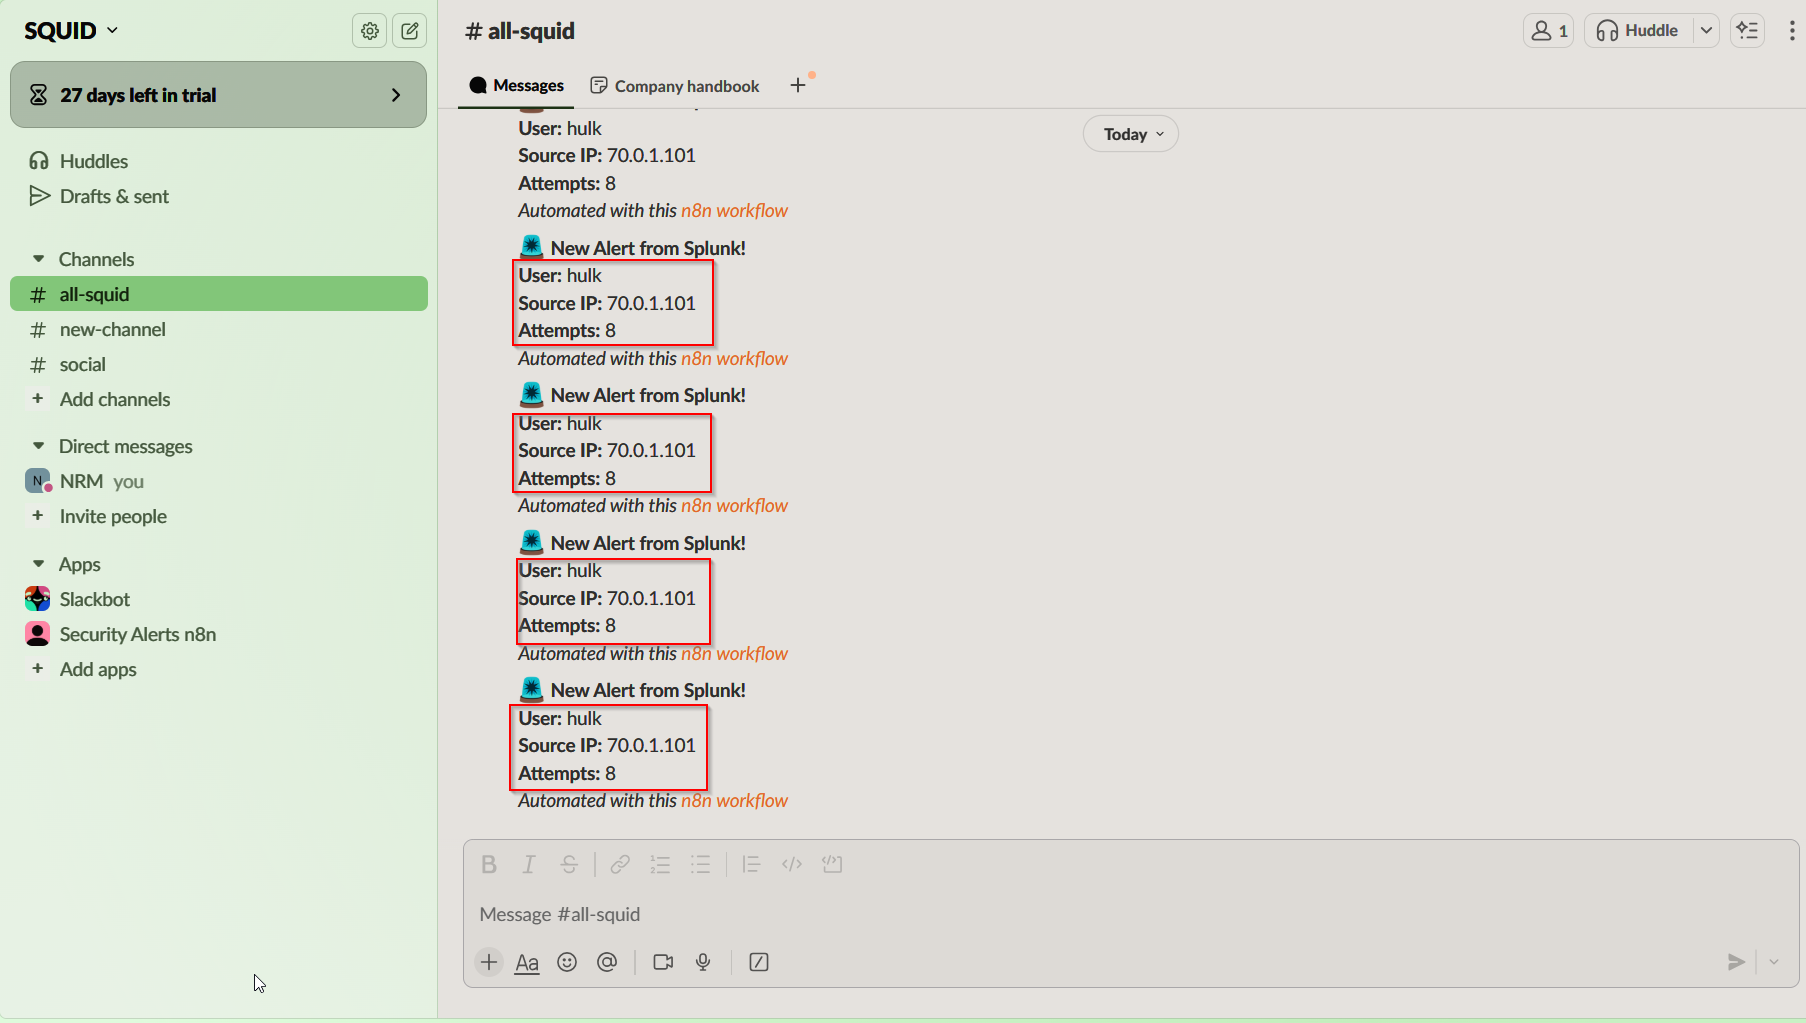 SQUID
27 days left in trial
Huddles
Drafts & sent
Channels
# all-squid
# new-channel
# social
+ Add channels
Direct messages
N NRM you
+ Invite people
Apps
Slackbot
Security Alerts n8n
+ Add apps
# all-squid
1
Huddle
Messages
Company handbook
+
Today
User: hulk
Source IP: 70.0.1.101
Attempts: 8
Automated with this n8n workflow
New Alert from Splunk!
User: hulk
Source IP: 70.0.1.101
Attempts: 8
Automated with this n8n workflow
New Alert from Splunk!
User: hulk
Source IP: 70.0.1.101
Attempts: 8
Automated with this n8n workflow
New Alert from Splunk!
User: hulk
Source IP: 70.0.1.101
Attempts: 8
Automated with this n8n workflow
New Alert from Splunk!
User: hulk
Source IP: 70.0.1.101
Attempts: 8
Automated with this n8n workflow
B I S
Message #all-squid
+ Aa @